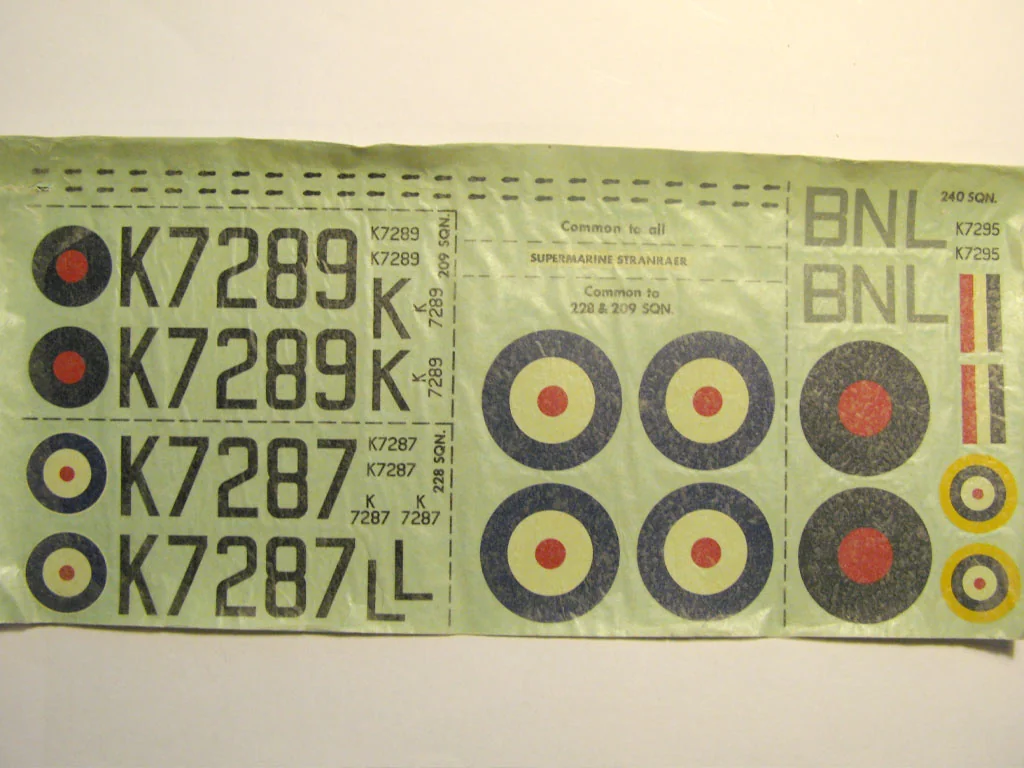 K7289
K7289
K7289
K
K
7289
209 SQN.
K7289
K
K
7289
K7287
K7287
K7287
K
7287
K
7287
228 SQN.
K7287
L
L
Common to all
SUPERMARINE STRANRAER
Common to
228 & 209 SQN.
BNL
240 SQN.
K7295
K7295
BNL